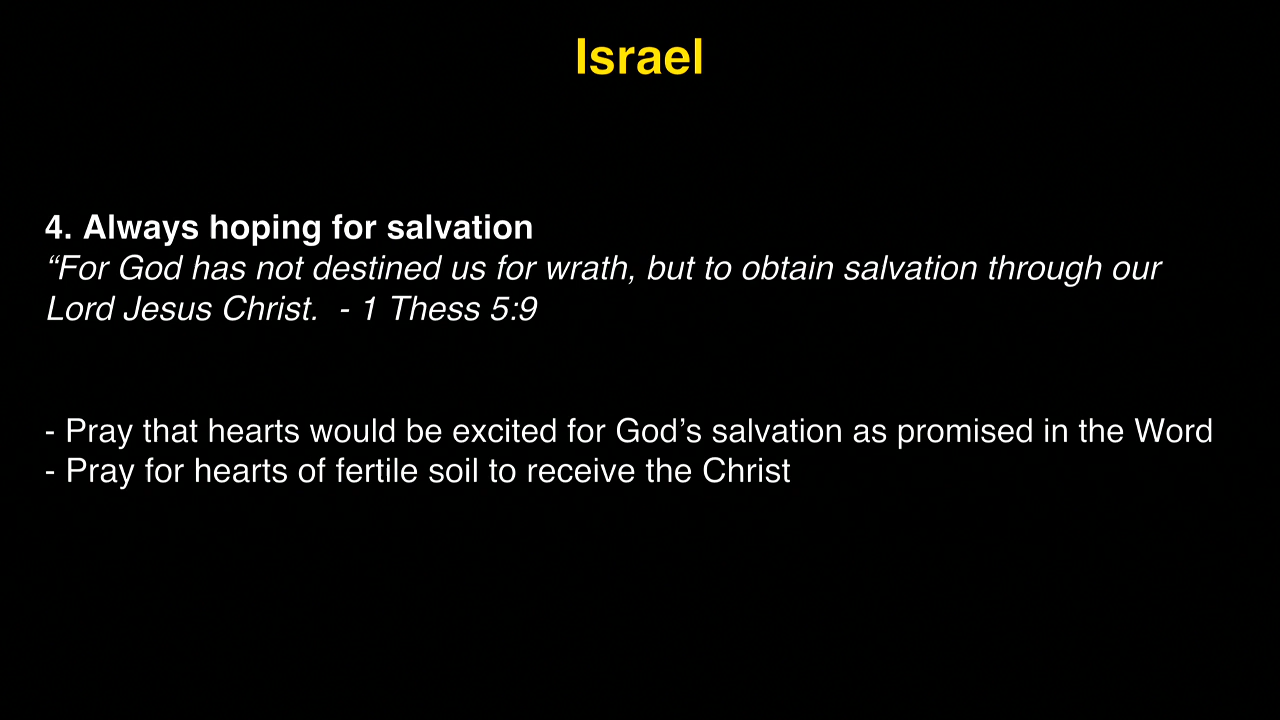 Israel
4. Always hoping for salvation
“For God has not destined us for wrath, but to obtain salvation through our
Lord Jesus Christ.  - 1 Thess 5:9
- Pray that hearts would be excited for God’s salvation as promised in the Word
- Pray for hearts of fertile soil to receive the Christ